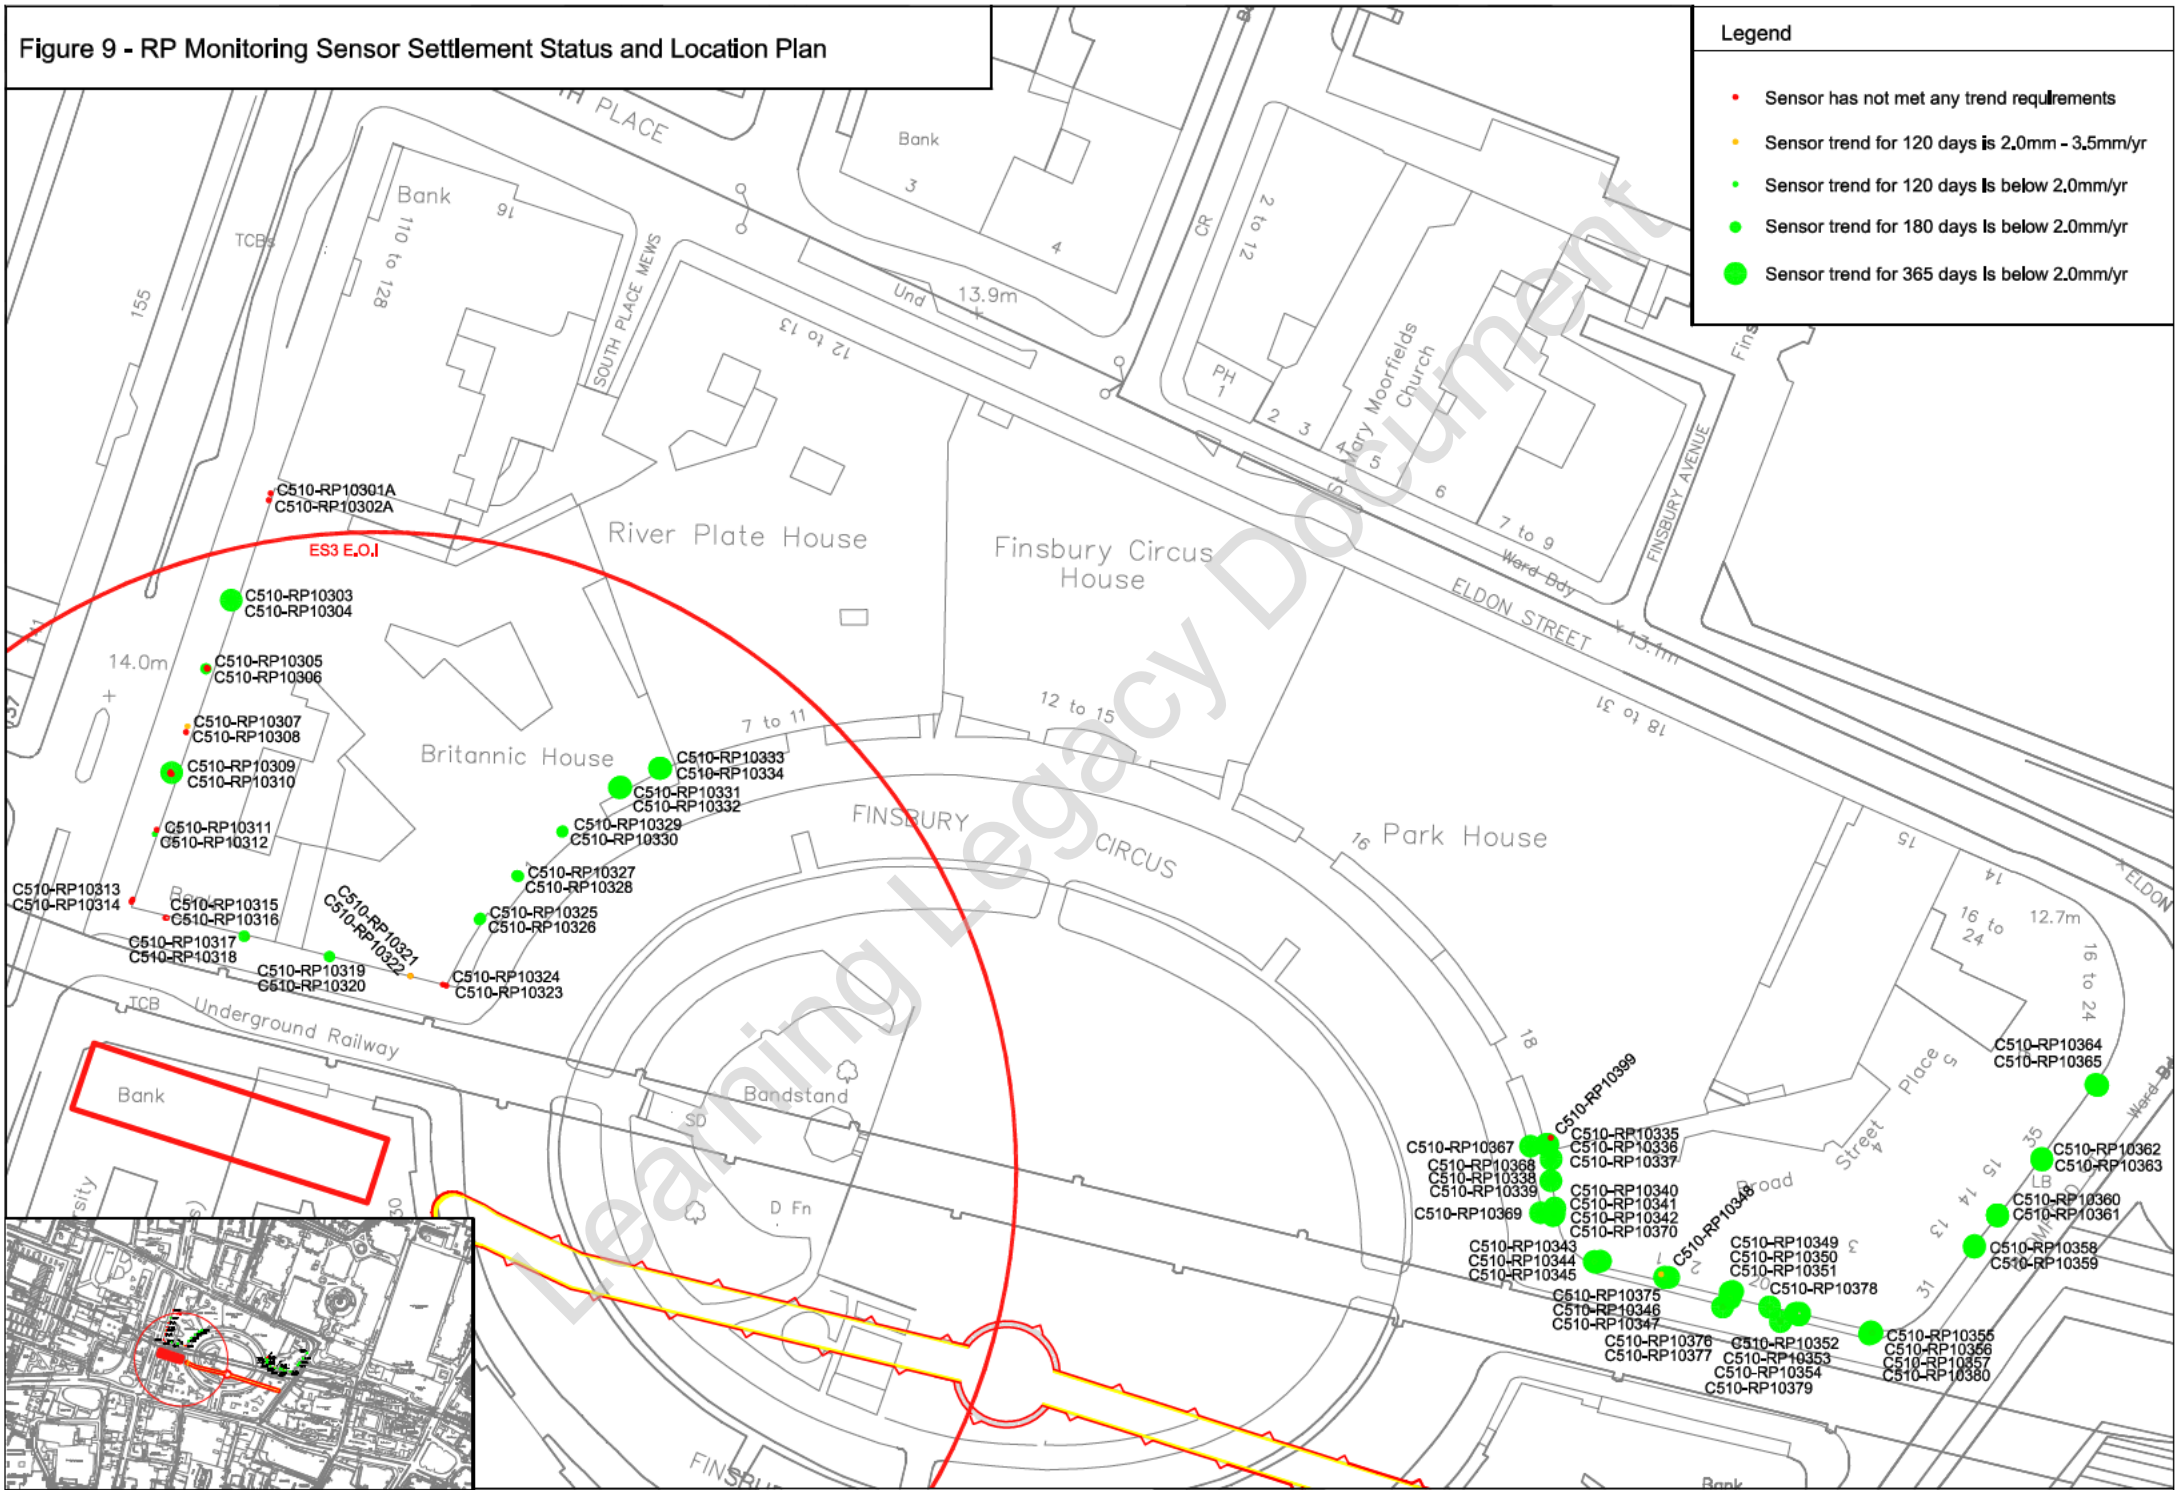 Figure 9 - RP Monitoring Sensor Settlement Status and Location Plan
Legend
Sensor has not met any trend requirements
Sensor trend for 120 days is 2.0mm - 3.5mm/yr
Sensor trend for 120 days is below 2.0mm/yr
Sensor trend for 180 days is below 2.0mm/yr
Sensor trend for 365 days is below 2.0mm/yr
PLACE
Bank
3
4
Bank
16
110 to 128
TCBs
155
SOUTH PLACE MEWS
Und
13.9m
12 to 13
CR
2 to 12
PH
1
2
3
4
5
6
7 to 9
St Mary Moorfields
Church
Ward Bdy
FINSBURY AVENUE
Fins
ELDON STREET
13.1m
18 to 31
C510-RP10301A
C510-RP10302A
ES3 E.O.I
River Plate House
Finsbury Circus
House
C510-RP10303
C510-RP10304
141
14.0m
C510-RP10305
C510-RP10306
C510-RP10307
C510-RP10308
C510-RP10309
C510-RP10310
C510-RP10311
C510-RP10312
C510-RP10313
C510-RP10314
C510-RP10315
C510-RP10316
C510-RP10317
C510-RP10318
C510-RP10319
C510-RP10320
C510-RP10321
C510-RP10322
C510-RP10324
C510-RP10323
C510-RP10325
C510-RP10326
C510-RP10327
C510-RP10328
C510-RP10329
C510-RP10330
C510-RP10331
C510-RP10332
C510-RP10333
C510-RP10334
Britannic House
7 to 11
12 to 15
16
Park House
FINSBURY
CIRCUS
15
14
ELDON
16 to
24
12.7m
16 to 24
18
TCB
Underground Railway
Bank
Bandstand
SD
D Fn
Broad
Street
Place
5
4
C510-RP10399
C510-RP10367
C510-RP10335
C510-RP10336
C510-RP10337
C510-RP10368
C510-RP10338
C510-RP10339
C510-RP10369
C510-RP10340
C510-RP10341
C510-RP10342
C510-RP10370
C510-RP10343
C510-RP10344
C510-RP10345
C510-RP10348
C510-RP10375
C510-RP10346
C510-RP10347
C510-RP10376
C510-RP10377
C510-RP10349
C510-RP10350
C510-RP10351
C510-RP10378
C510-RP10352
C510-RP10353
C510-RP10354
C510-RP10379
C510-RP10355
C510-RP10356
C510-RP10357
C510-RP10380
C510-RP10358
C510-RP10359
C510-RP10360
C510-RP10361
C510-RP10362
C510-RP10363
C510-RP10364
C510-RP10365
1
2
3
20
31
13
14
15
35
LB
Ward Bd
Bank
Learning Legacy Document